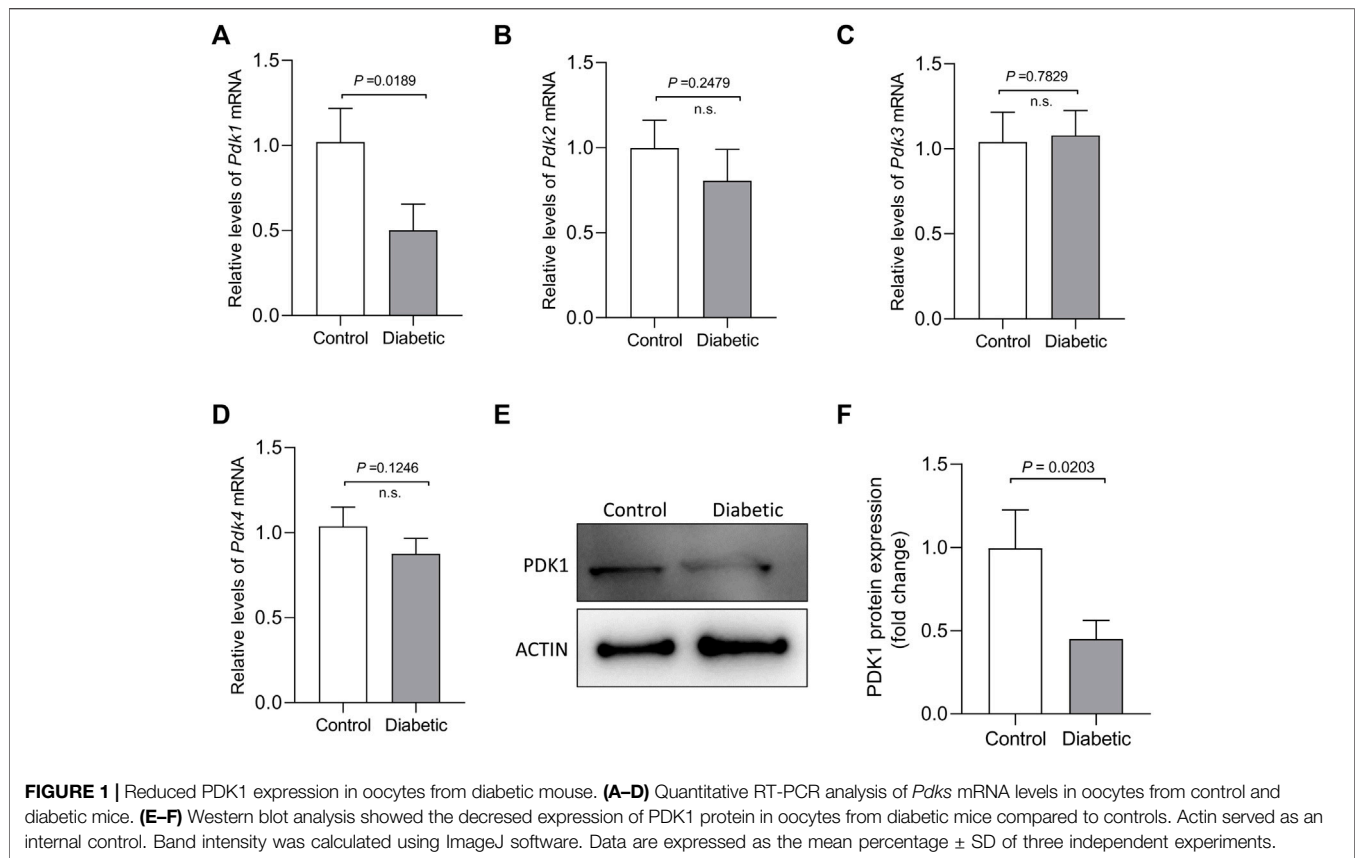 A
Relative levels of Pdk1 mRNA
1.5
1.0
0.5
0.0
P =0.0189
Control Diabetic
B
Relative levels of Pdk2 mRNA
1.5
1.0
0.5
0.0
P =0.2479
n.s.
Control Diabetic
C
Relative levels of Pdk3 mRNA
1.5
1.0
0.5
0.0
P =0.7829
n.s.
Control Diabetic
D
Relative levels of Pdk4 mRNA
1.5
1.0
0.5
0.0
P =0.1246
n.s.
Control Diabetic
E
Control Diabetic
PDK1
ACTIN
F
PDK1 protein expression
(fold change)
1.5
1.0
0.5
0.0
P = 0.0203
Control Diabetic
FIGURE 1 | Reduced PDK1 expression in oocytes from diabetic mouse. (A–D) Quantitative RT-PCR analysis of Pdks mRNA levels in oocytes from control and
diabetic mice. (E–F) Western blot analysis showed the decresed expression of PDK1 protein in oocytes from diabetic mice compared to controls. Actin served as an
internal control. Band intensity was calculated using ImageJ software. Data are expressed as the mean percentage ± SD of three independent experiments.